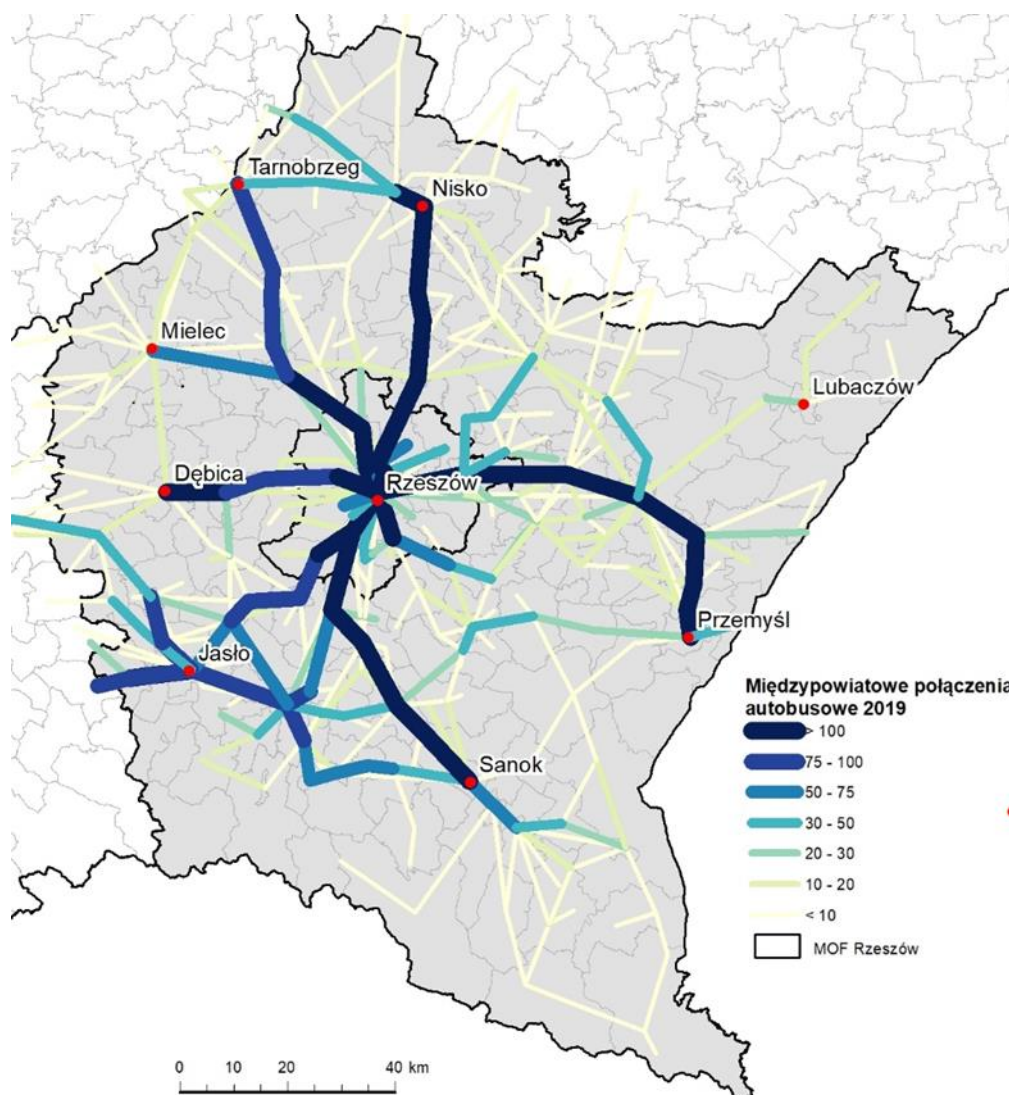 Tarnobrzeg
Nisko
Mielec
Lubaczów
Dębica
Rzeszów
Przemyśl
Jasło
Międzypowiatowe połączenia
autobusowe 2019
> 100
75 - 100
50 - 75
30 - 50
20 - 30
10 - 20
< 10
MOF Rzeszów
Sanok
0 10 20 40 km